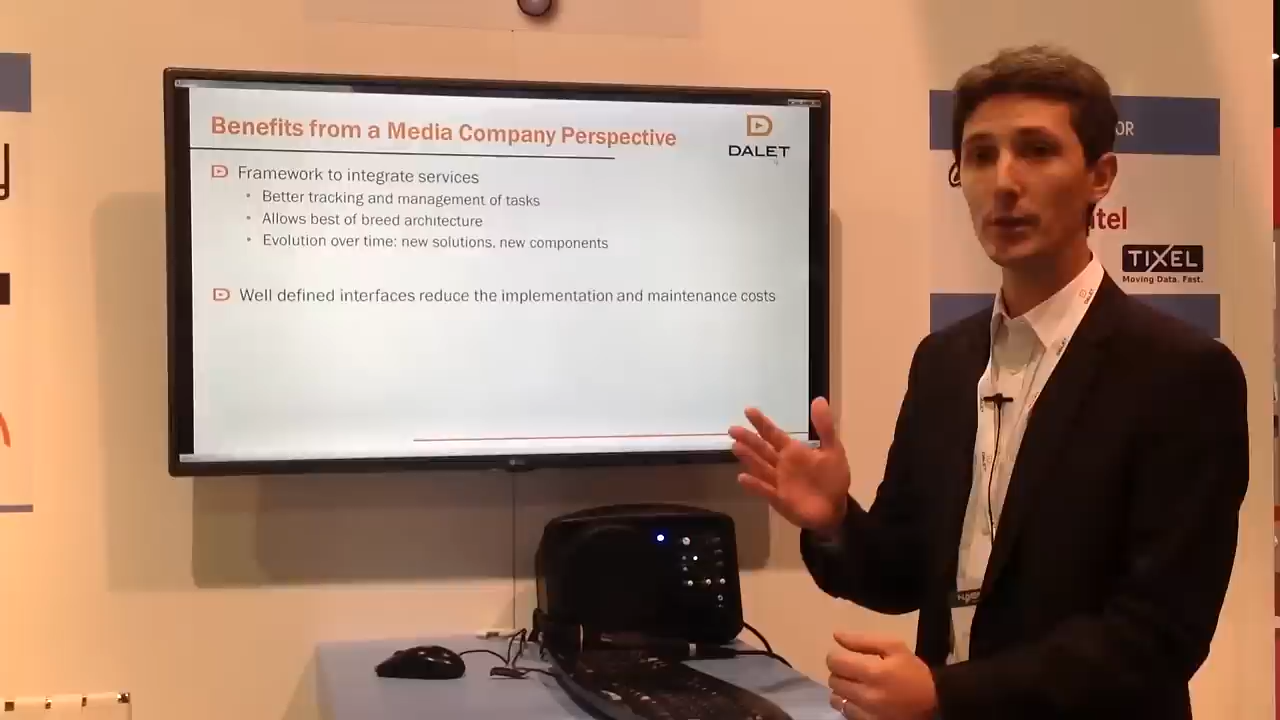 Benefits from a Media Company Perspective
DALET
Framework to integrate services
• Better tracking and management of tasks
• Allows best of breed architecture
• Evolution over time: new solutions, new components
Well defined interfaces reduce the implementation and maintenance costs
OR
ntel
TIXEL
Moving Data. Fast.
DALET